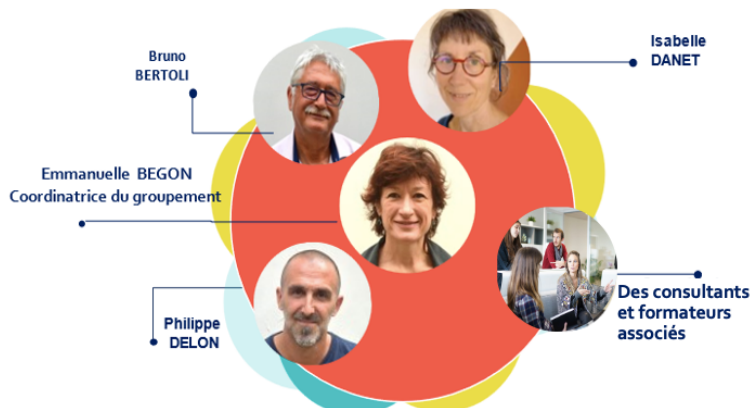 Bruno
BERTOLI
Isabelle
DANET
Emmanuelle BEGON
Coordinatrice du groupement
Philippe
DELON
Des consultants
et formateurs
associés